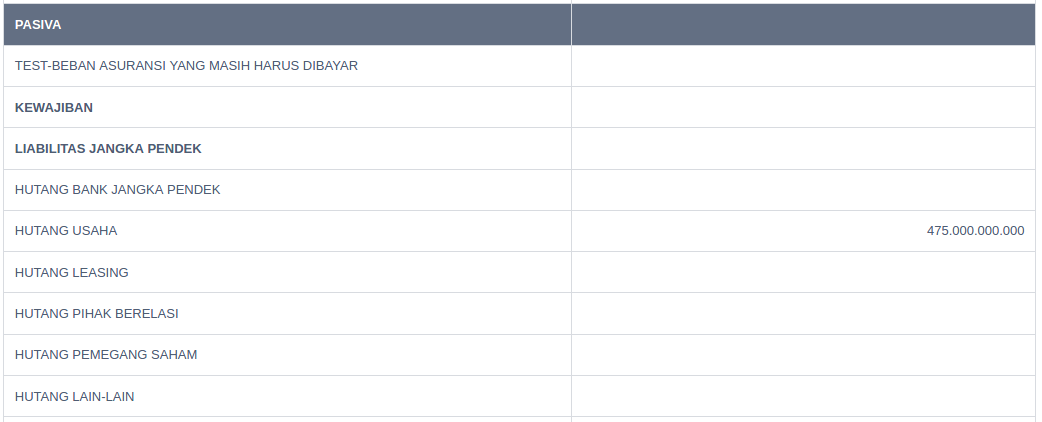 PASIVA
TEST-BEBAN ASURANSI YANG MASIH HARUS DIBAYAR
KEWAJIBAN
LIABILITAS JANGKA PENDEK
HUTANG BANK JANGKA PENDEK
HUTANG USAHA 475.000.000.000
HUTANG LEASING
HUTANG PIHAK BERELASI
HUTANG PEMEGANG SAHAM
HUTANG LAIN-LAIN